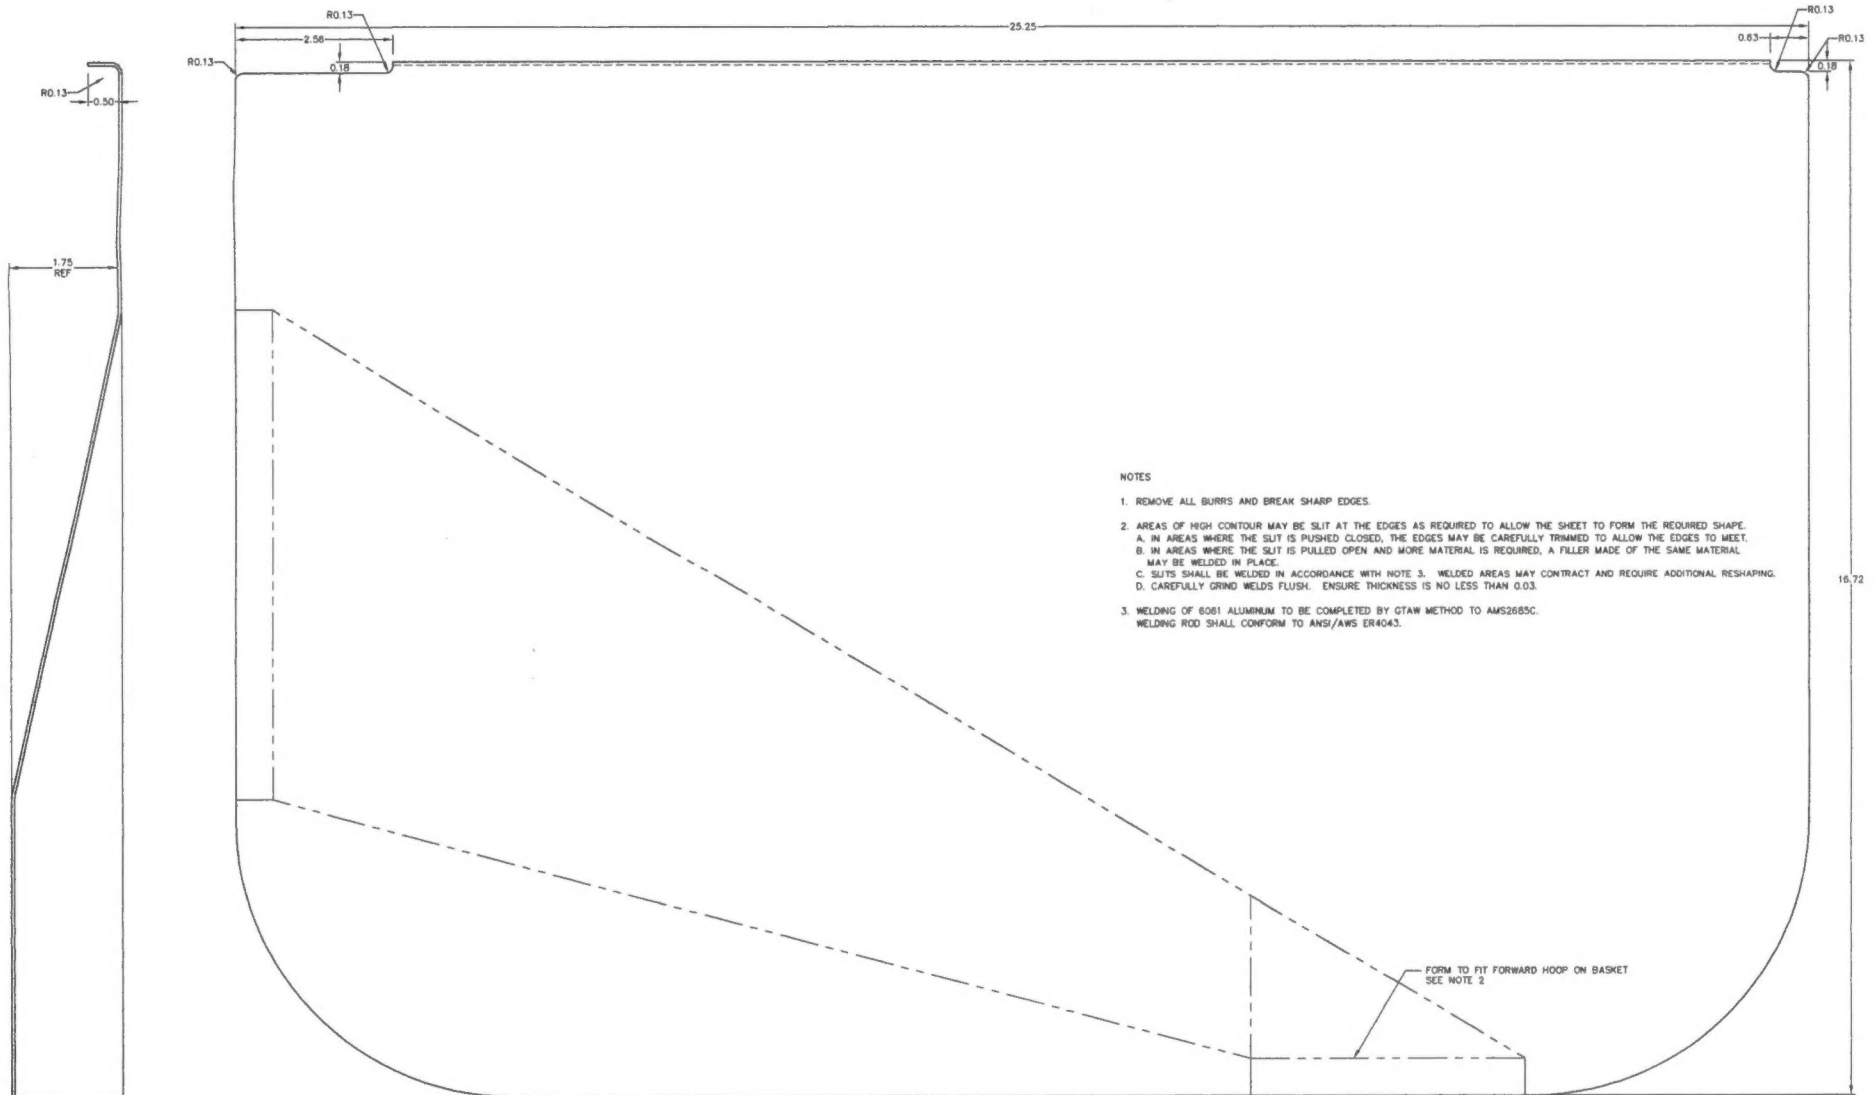 R0.13
25.25
R0.13
2.56
0.63
R0.13
R0.13
0.18
0.18
R0.13
0.50
1.75
REF
NOTES
1. REMOVE ALL BURRS AND BREAK SHARP EDGES.
2. AREAS OF HIGH CONTOUR MAY BE SLIT AT THE EDGES AS REQUIRED TO ALLOW THE SHEET TO FORM THE REQUIRED SHAPE.
A. IN AREAS WHERE THE SLIT IS PUSHED CLOSED, THE EDGES MAY BE CAREFULLY TRIMMED TO ALLOW THE EDGES TO MEET.
B. IN AREAS WHERE THE SLIT IS PULLED OPEN AND MORE MATERIAL IS REQUIRED, A FILLER MADE OF THE SAME MATERIAL
MAY BE WELDED IN PLACE.
C. SLITS SHALL BE WELDED IN ACCORDANCE WITH NOTE 3. WELDED AREAS MAY CONTRACT AND REQUIRE ADDITIONAL RESHAPING.
D. CAREFULLY GRIND WELDS FLUSH. ENSURE THICKNESS IS NO LESS THAN 0.03.
16.72
3. WELDING OF 6061 ALUMINUM TO BE COMPLETED BY GTAW METHOD TO AMS2685C.
WELDING ROD SHALL CONFORM TO ANSI/AWS ER4043.
FORM TO FIT FORWARD HOOP ON BASKET
SEE NOTE 2